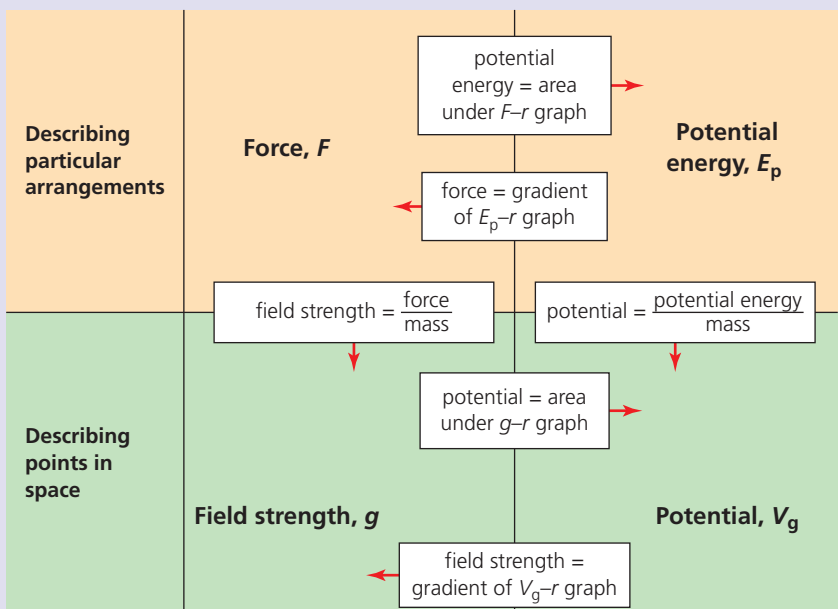 potential
energy = area
under F–r graph
Describing
particular
arrangements
Force, F
Potential
energy, Ep
force = gradient
of Ep–r graph
field strength = force/mass
potential = potential energy/mass
potential = area
under g–r graph
Describing
points in
space
Field strength, g
Potential, Vg
field strength =
gradient of Vg–r graph